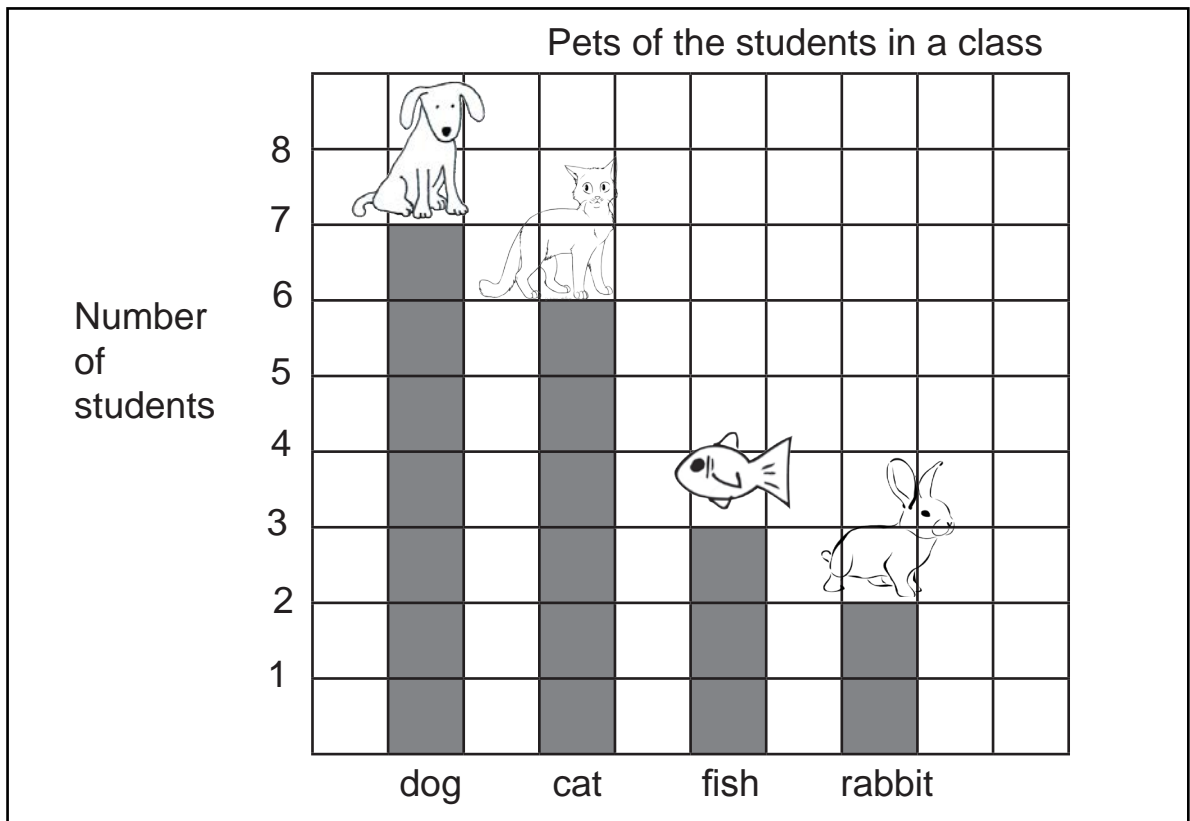 Pets of the students in a class
8
7
6
5
4
3
2
1
Number
of
students
dog cat fish rabbit